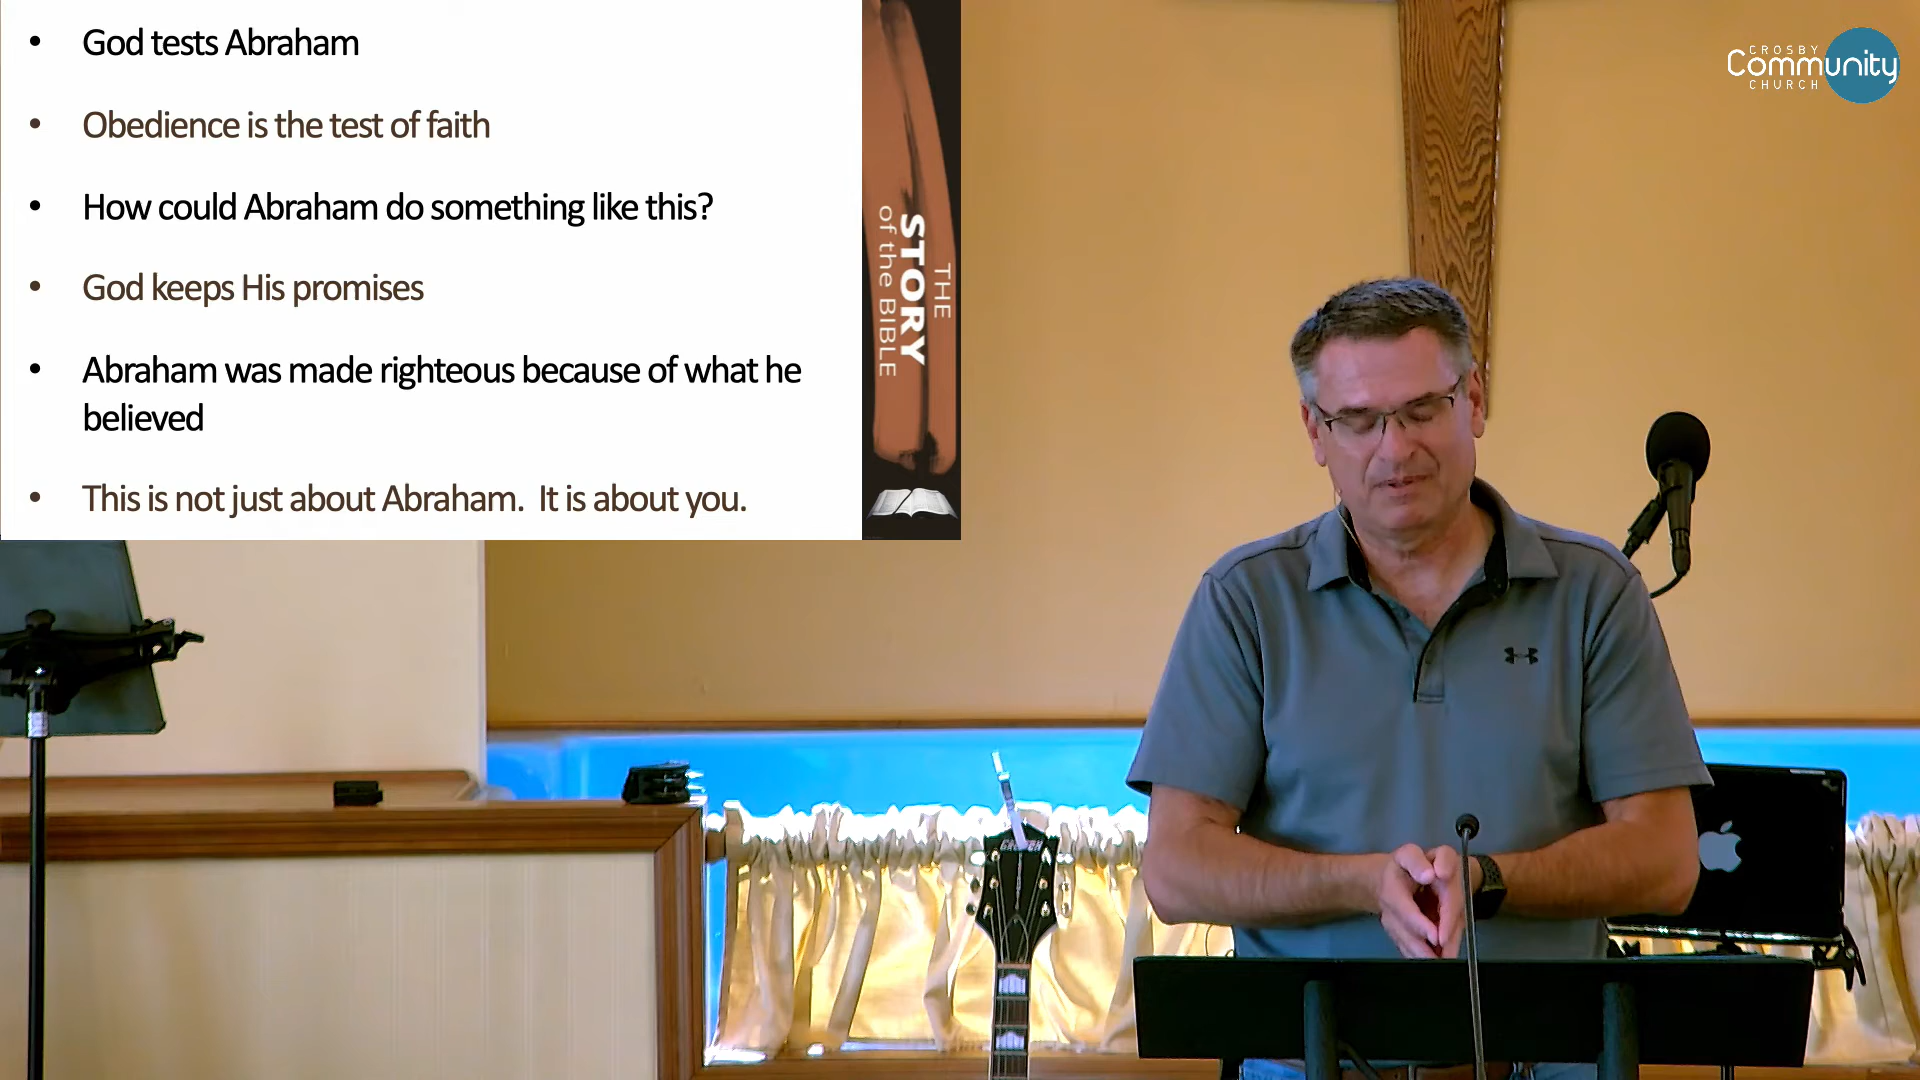 • God tests Abraham
• Obedience is the test of faith
• How could Abraham do something like this?
• God keeps His promises
• Abraham was made righteous because of what he
believed
• This is not just about Abraham.  It is about you.
THE
STORY
of the BIBLE
CROSBY
Community
CHURCH
GRETSCH